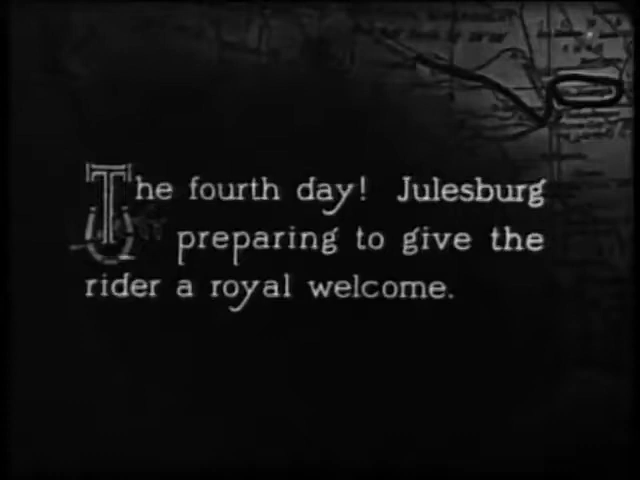 The fourth day! Julesburg
preparing to give the
rider a royal welcome.